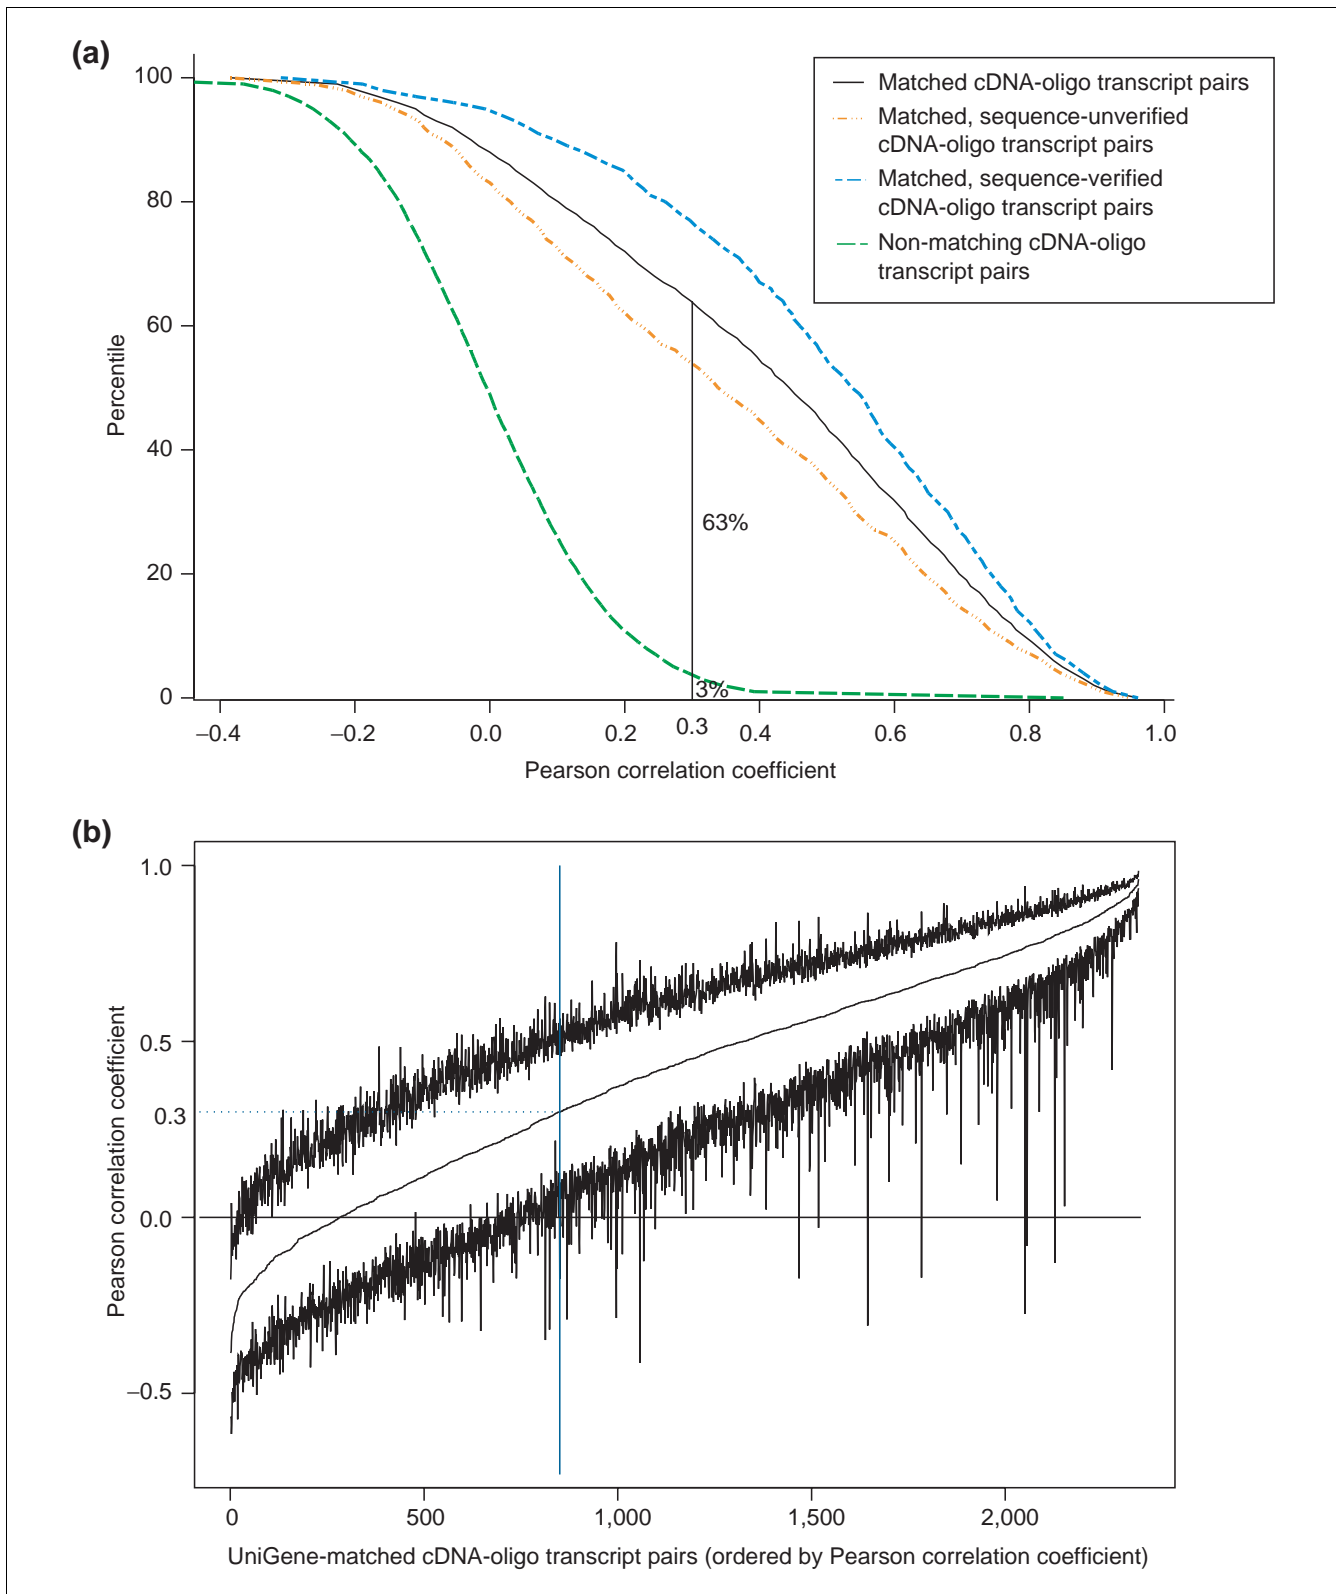 (a)
100
80
60
40
20
0
Percentile
Matched cDNA-oligo transcript pairs
Matched, sequence-unverified
cDNA-oligo transcript pairs
Matched, sequence-verified
cDNA-oligo transcript pairs
Non-matching cDNA-oligo
transcript pairs
63%
3%
–0.4 –0.2 0.0 0.2 0.3 0.4 0.6 0.8 1.0
Pearson correlation coefficient
(b)
1.0
0.5
0.3
0.0
–0.5
Pearson correlation coefficient
0 500 1,000 1,500 2,000
UniGene-matched cDNA-oligo transcript pairs (ordered by Pearson correlation coefficient)